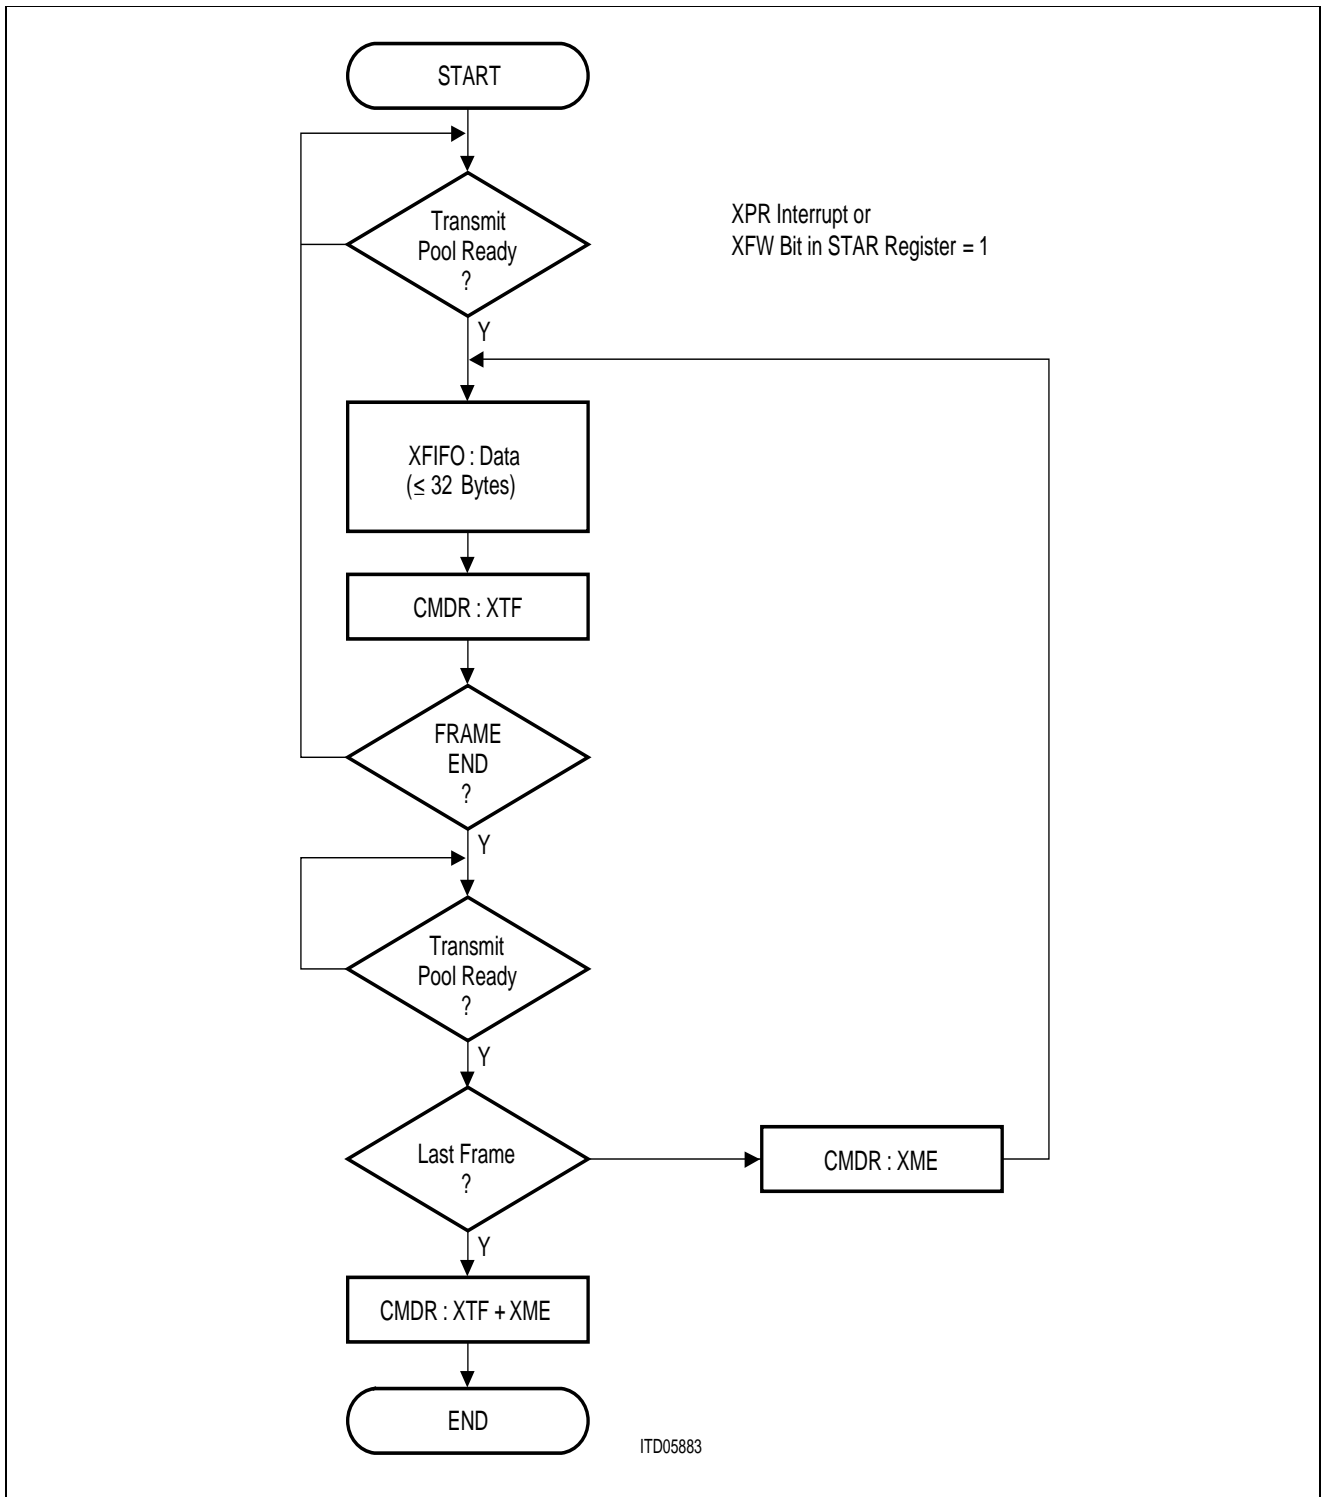 START
Transmit
Pool Ready
?
XPR Interrupt or
XFW Bit in STAR Register = 1
Y
XFIFO : Data
(≤ 32 Bytes)
CMDR : XTF
FRAME
END
?
Y
Transmit
Pool Ready
?
Y
Last Frame
?
CMDR : XME
Y
CMDR : XTF + XME
END
ITD05883